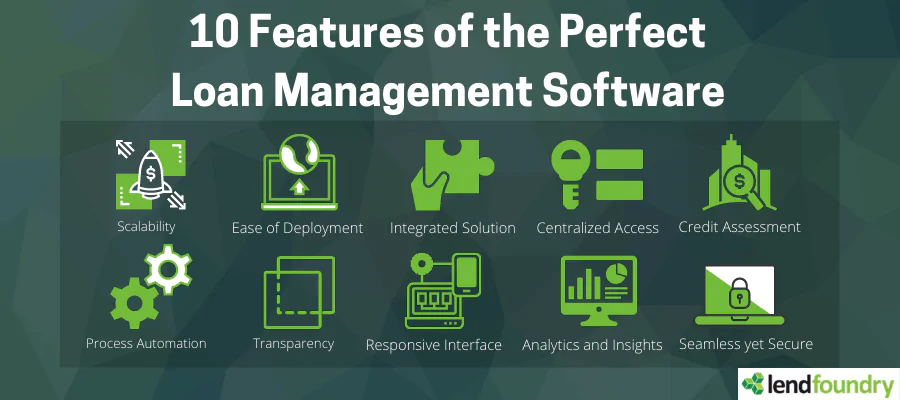 10 Features of the Perfect
Loan Management Software
$
$
Scalability
Ease of Deployment
Integrated Solution
Centralized Access
Credit Assessment
Process Automation
Transparency
Responsive Interface
Analytics and Insights
Seamless yet Secure
lendfoundry